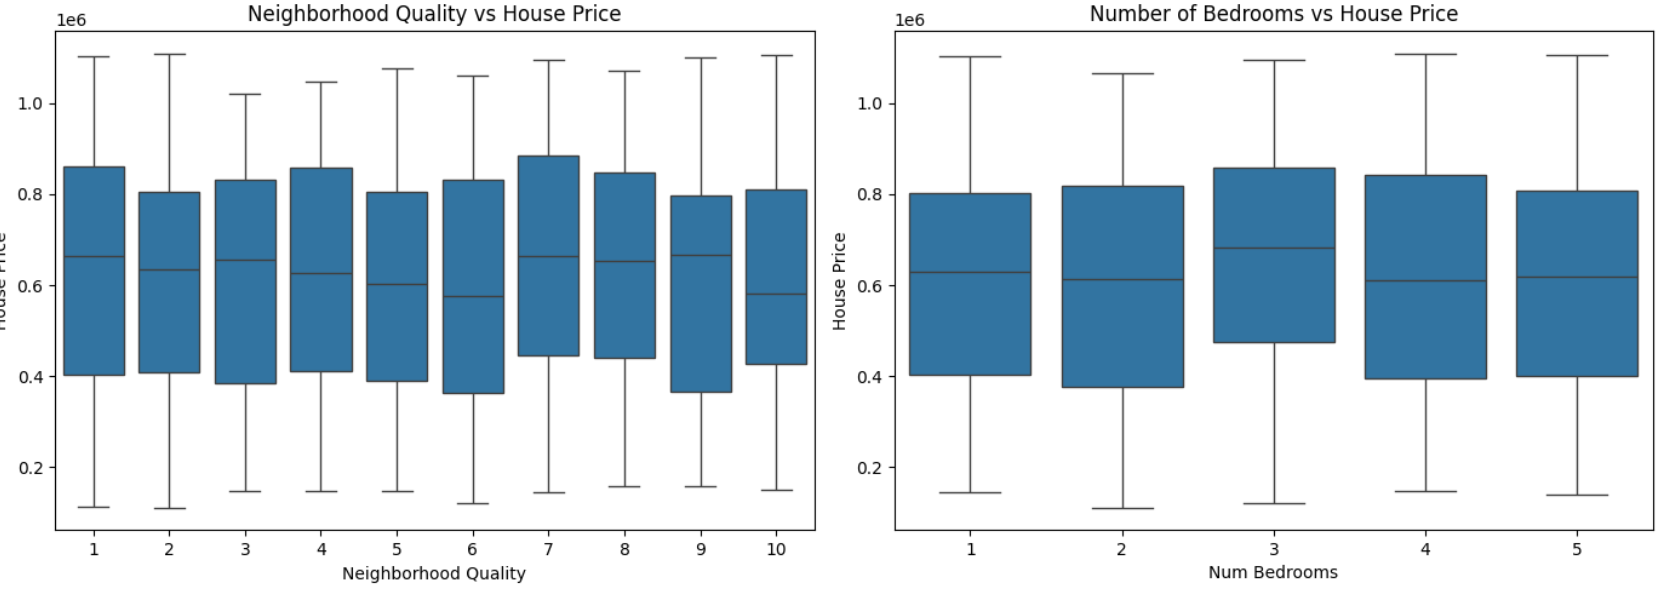 Neighborhood Quality vs House Price
1e6
1.0
0.8
0.6
0.4
0.2
1 2 3 4 5 6 7 8 9 10
Neighborhood Quality
Number of Bedrooms vs House Price
1e6
1.0
0.8
0.6
0.4
0.2
House Price
1 2 3 4 5
Num Bedrooms